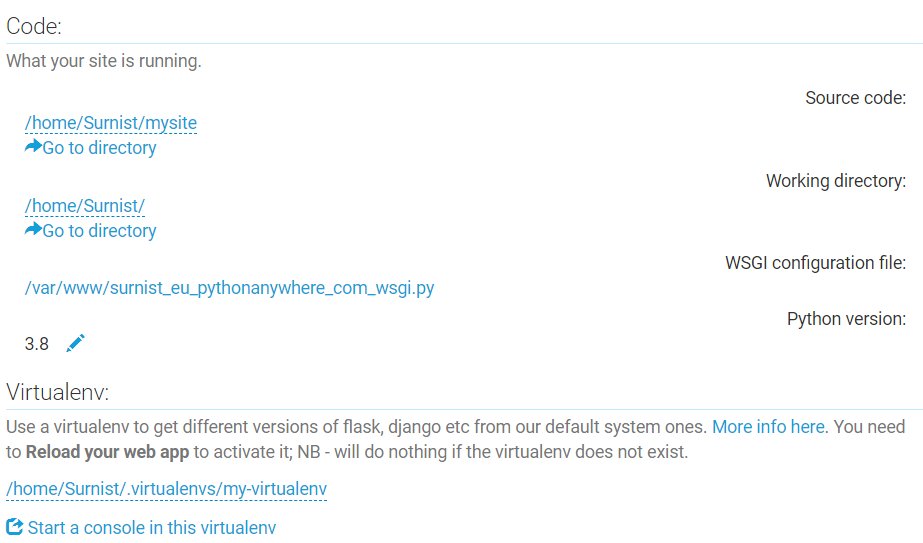 Code:
What your site is running.
Source code:
/home/Surnist/mysite
Go to directory
Working directory:
/home/Surnist/
Go to directory
WSGI configuration file:
/var/www/surnist_eu_pythonanywhere_com_wsgi.py
Python version:
3.8
Virtualenv:
Use a virtualenv to get different versions of flask, django etc from our default system ones. More info here. You need
to Reload your web app to activate it; NB - will do nothing if the virtualenv does not exist.
/home/Surnist/.virtualenvs/my-virtualenv
Start a console in this virtualenv